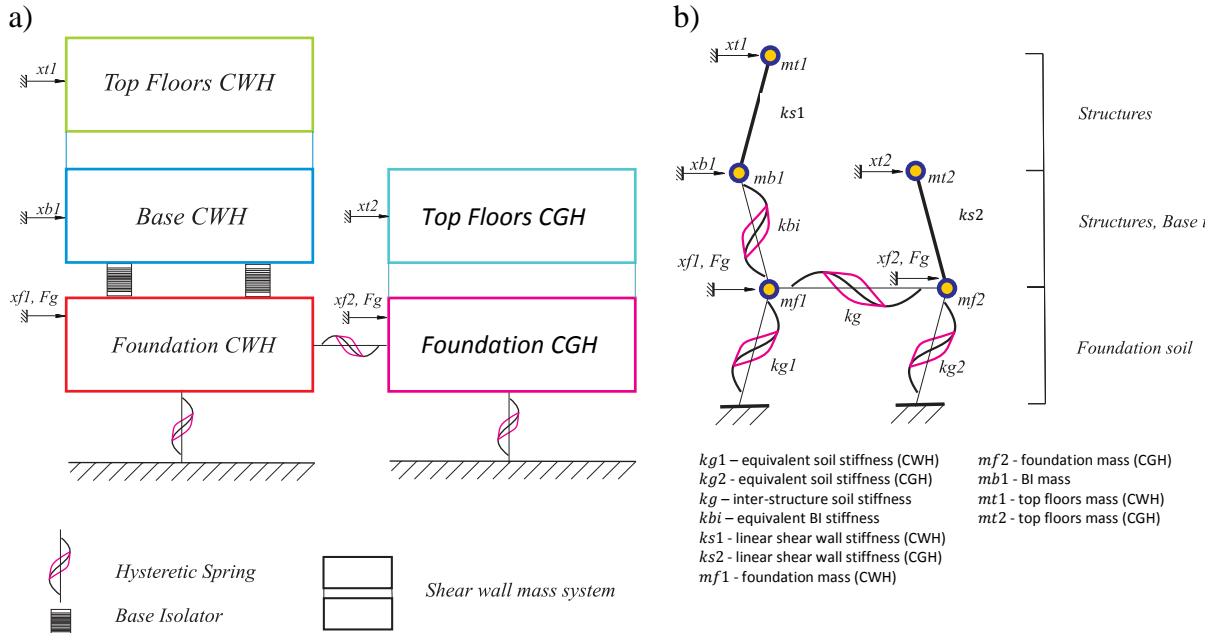 a)
xt1
Top Floors CWH
xb1
Base CWH
xt2
Top Floors CGH
xf1, Fg
Foundation CWH
xf2, Fg
Foundation CGH
Hysteretic Spring
Base Isolator
Shear wall mass system
b)
xt1
mt1
ks1
Structures
xb1
mb1
xt2
mt2
kbi
ks2
Structures, Base i
xf1, Fg
mf1
kg
xf2, Fg
mf2
kg1
kg2
Foundation soil
kg1 – equivalent soil stiffness (CWH)
kg2 - equivalent soil stiffness (CGH)
kg – inter-structure soil stiffness
kbi – equivalent BI stiffness
ks1 - linear shear wall stiffness (CWH)
ks2 - linear shear wall stiffness (CGH)
mf1 - foundation mass (CWH)
mf2 - foundation mass (CGH)
mb1 - BI mass
mt1 - top floors mass (CWH)
mt2 - top floors mass (CGH)